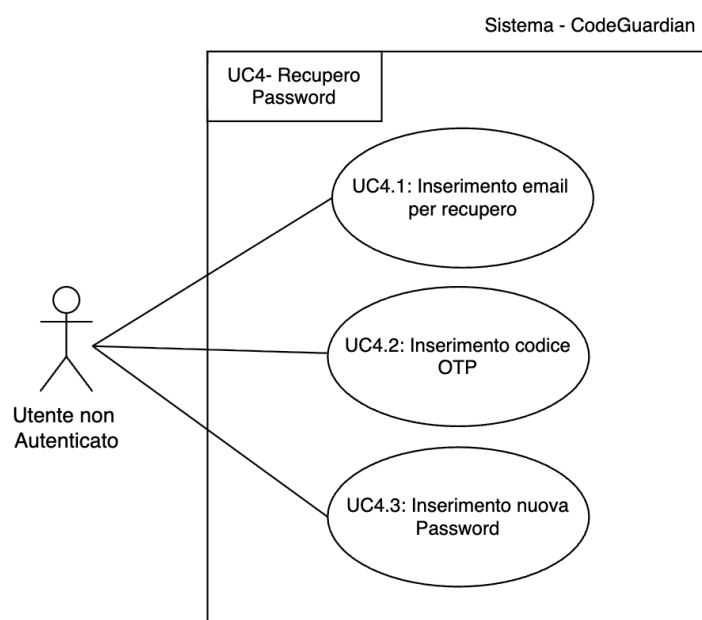 Sistema - CodeGuardian
UC4- Recupero
Password
UC4.1: Inserimento email
per recupero
UC4.2: Inserimento codice
OTP
Utente non
Autenticato
UC4.3: Inserimento nuova
Password